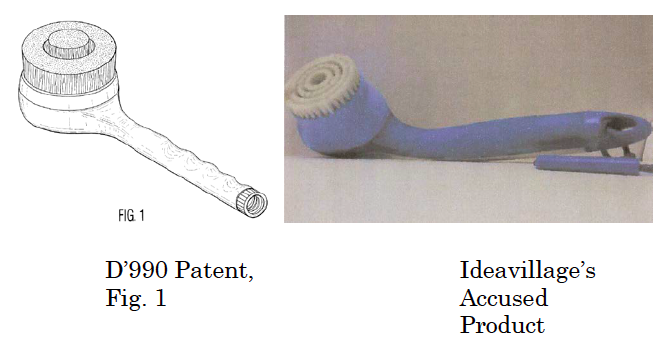 FIG. 1
D’990 Patent,
Fig. 1
Ideavillage’s
Accused
Product